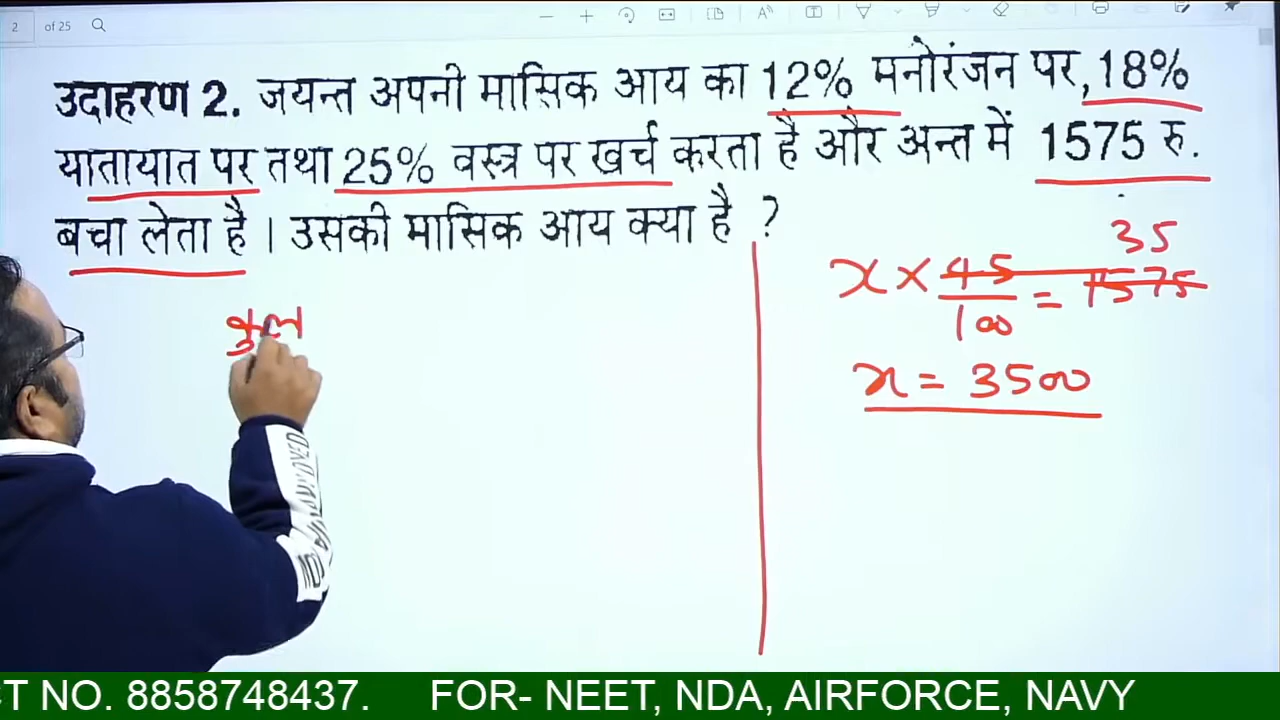 2 of 25
उदाहरण 2. जयन्त अपनी मासिक आय का 12% मनोरंजन पर, 18%
यातायात पर तथा 25% वस्त्र पर खर्च करता है और अन्त में 1575 रु.
बचा लेता है । उसकी मासिक आय क्या है ?
35
x × 45/100 = 1575
x = 3500
कुल
CT NO. 8858748437. FOR- NEET, NDA, AIRFORCE, NAVY